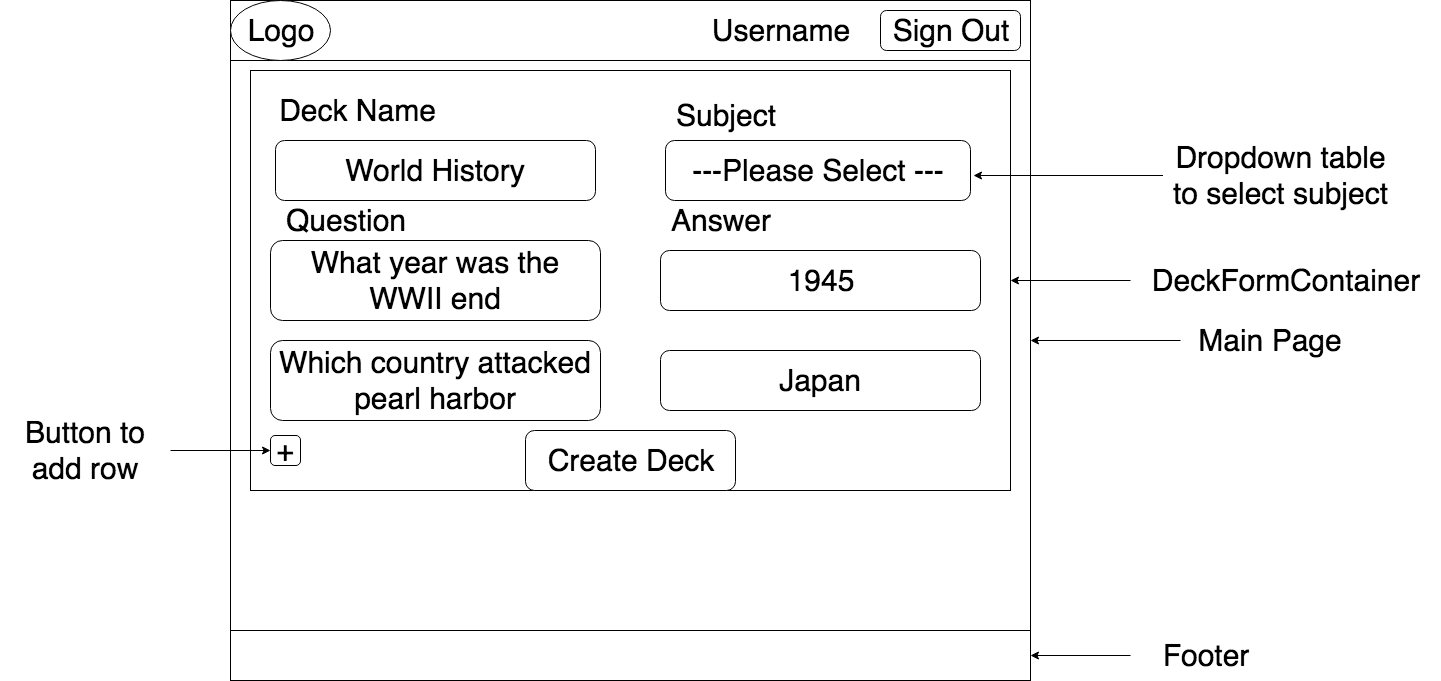 Logo
Username
Sign Out
Deck Name
Subject
World History
---Please Select ---
Dropdown table
to select subject
Question
Answer
What year was the
WWII end
1945
DeckFormContainer
Main Page
Which country attacked
pearl harbor
Japan
Button to
add row
+
Create Deck
Footer